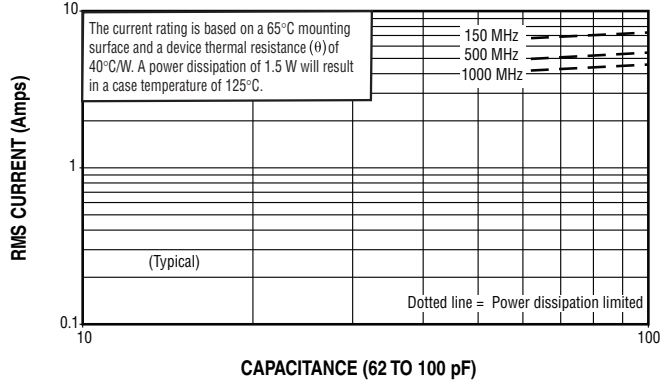 10
The current rating is based on a 65°C mounting
surface and a device thermal resistance (θ) of
40°C/W. A power dissipation of 1.5 W will result
in a case temperature of 125°C.
150 MHz
500 MHz
1000 MHz
RMS CURRENT (Amps)
1
(Typical)
Dotted line = Power dissipation limited
0.1
10
100
CAPACITANCE (62 TO 100 pF)